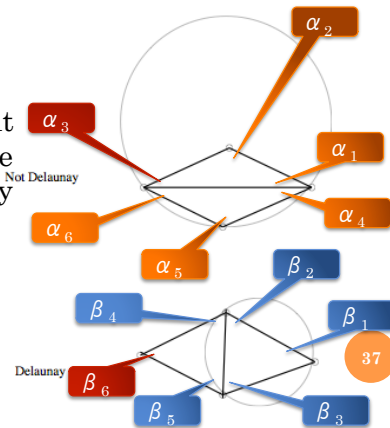 α₂
α₃
t
α₁
e
Not Delaunay
y
α₆
α₄
α₅
β₂
β₄
β₁
37
Delaunay
β₆
β₅
β₃